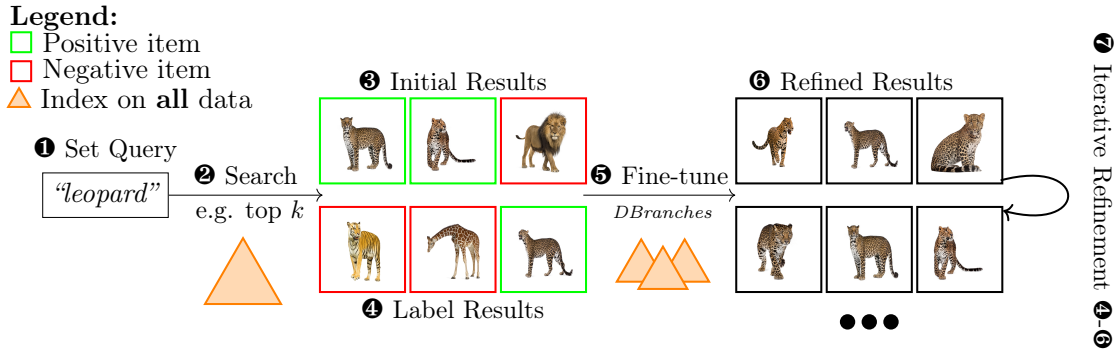 Legend:
Positive item
Negative item
Index on all data
❶ Set Query
“leopard”
❷ Search
e.g. top k
❸ Initial Results
❹ Label Results
❺ Fine-tune
DBranches
❻ Refined Results
❼ Iterative Refinement ❹-❻